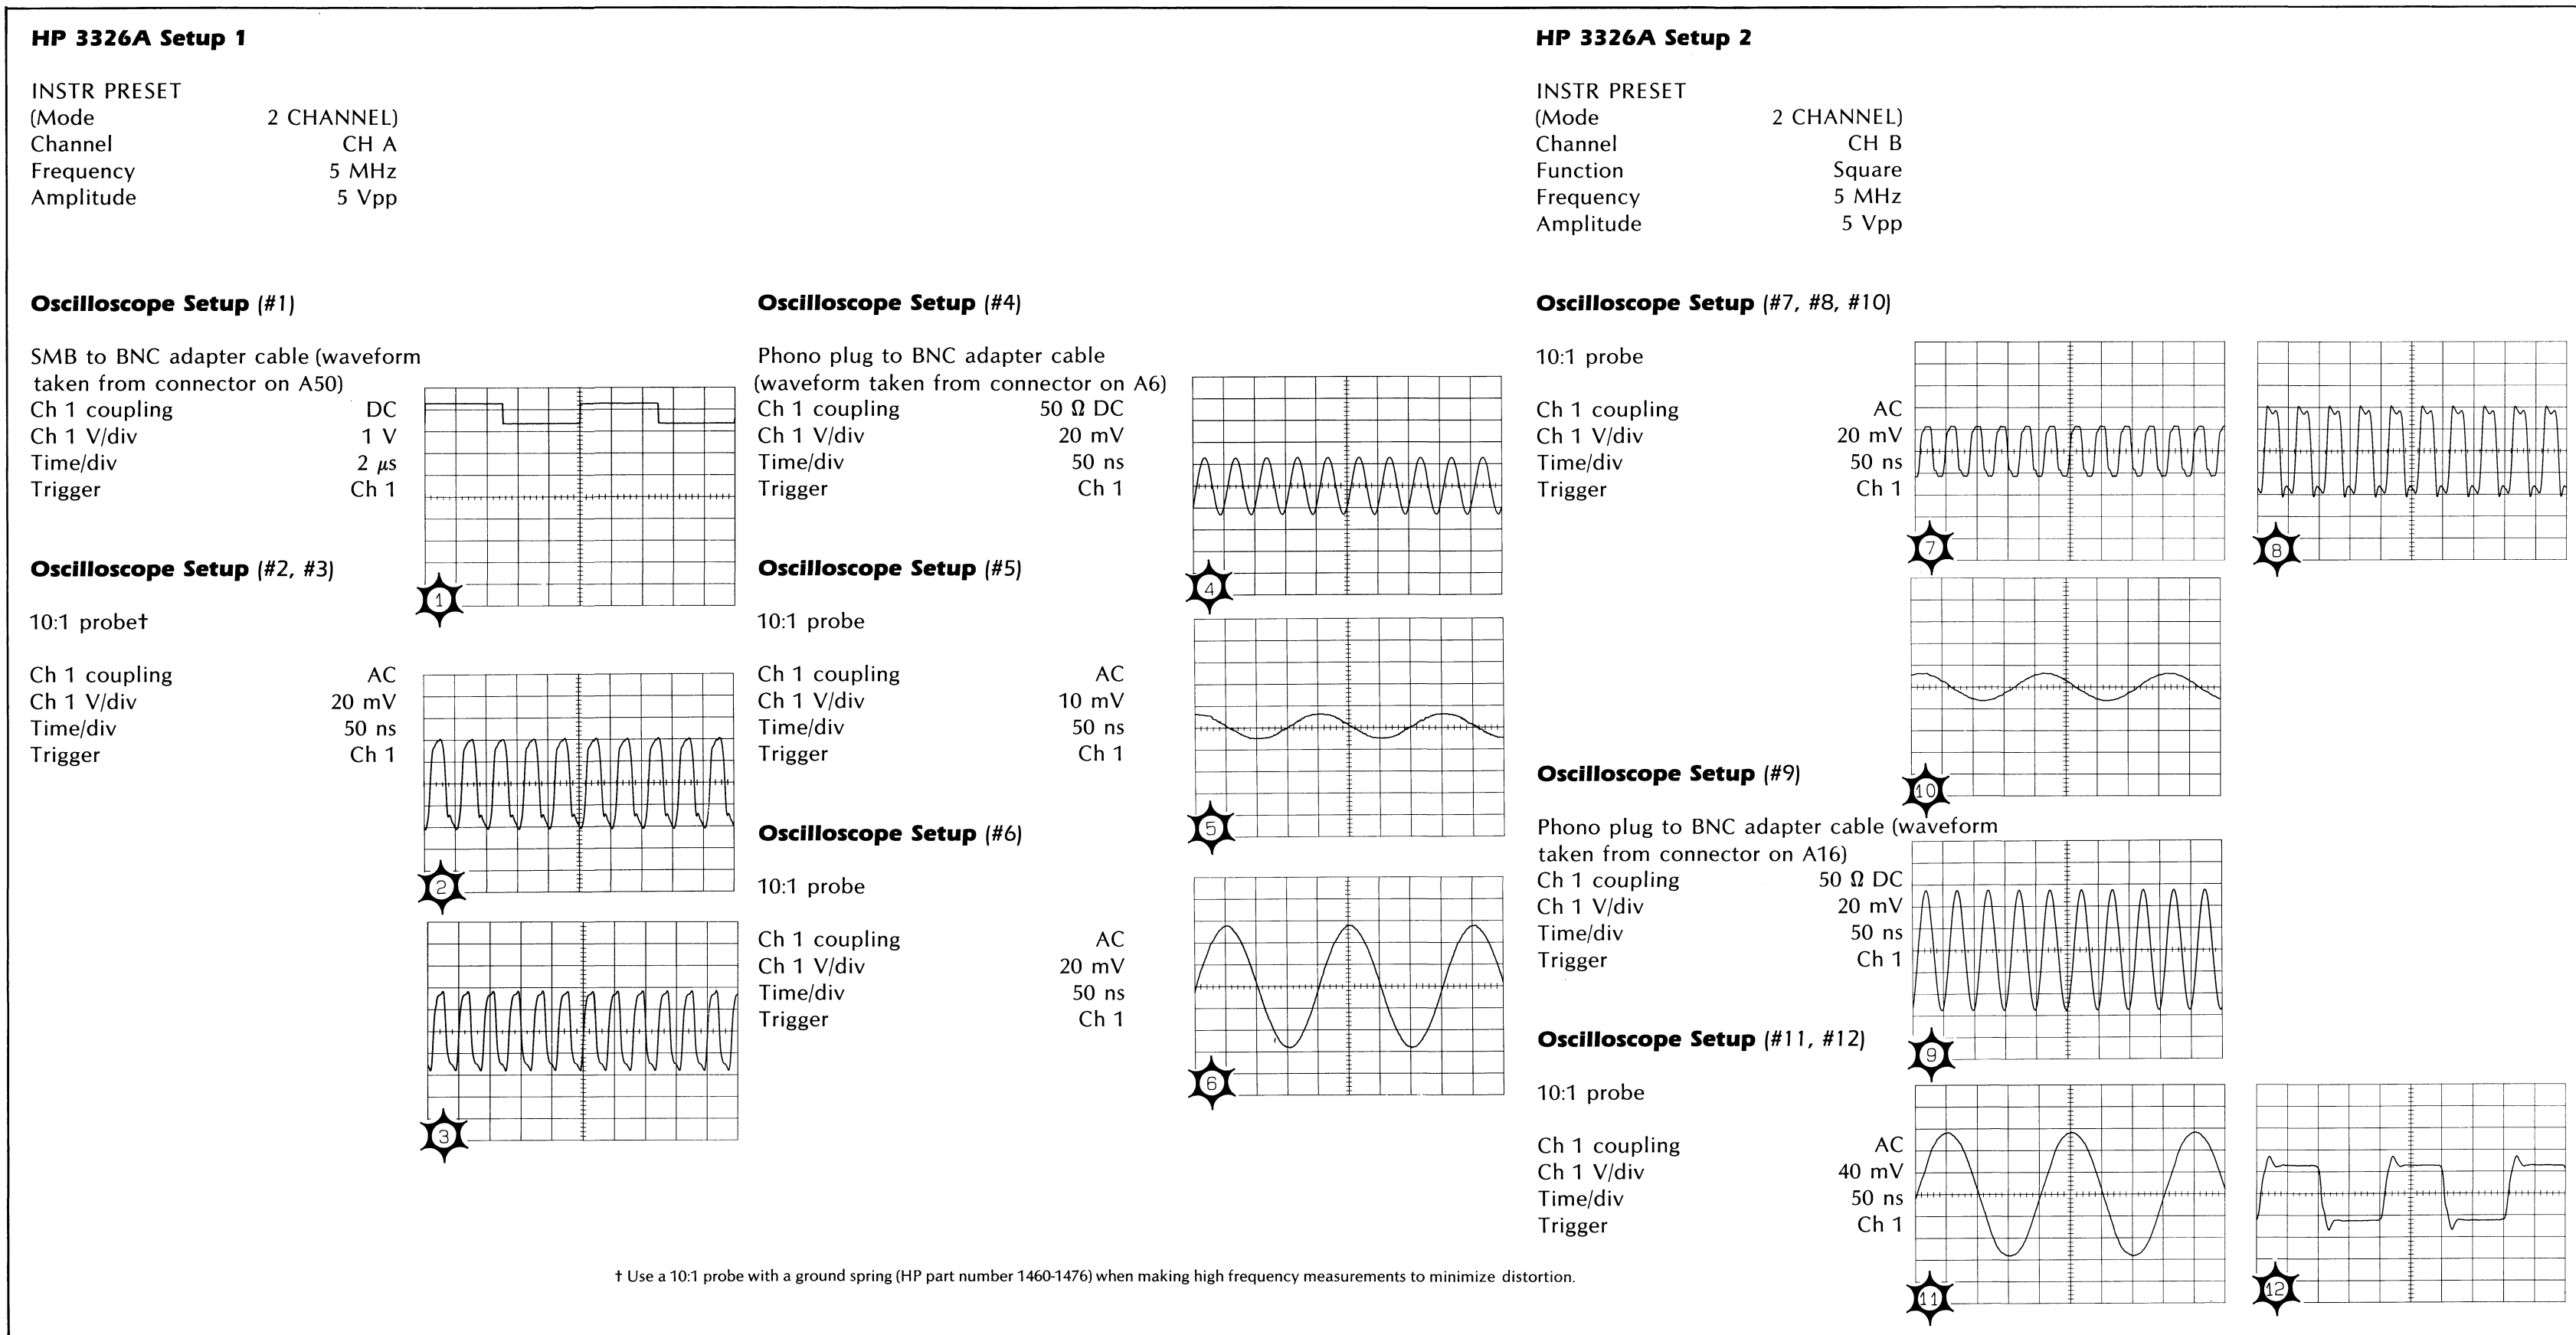 HP 3326A Setup 1
INSTR PRESET
(Mode 2 CHANNEL)
Channel CH A
Frequency 5 MHz
Amplitude 5 Vpp
Oscilloscope Setup (#1)
SMB to BNC adapter cable (waveform
taken from connector on A50)
Ch 1 coupling DC
Ch 1 V/div 1 V
Time/div 2 µs
Trigger Ch 1
1
Oscilloscope Setup (#2, #3)
10:1 probe†
Ch 1 coupling AC
Ch 1 V/div 20 mV
Time/div 50 ns
Trigger Ch 1
2
3
Oscilloscope Setup (#4)
Phono plug to BNC adapter cable
(waveform taken from connector on A6)
Ch 1 coupling 50 Ω DC
Ch 1 V/div 20 mV
Time/div 50 ns
Trigger Ch 1
4
Oscilloscope Setup (#5)
10:1 probe
Ch 1 coupling AC
Ch 1 V/div 10 mV
Time/div 50 ns
Trigger Ch 1
5
Oscilloscope Setup (#6)
10:1 probe
Ch 1 coupling AC
Ch 1 V/div 20 mV
Time/div 50 ns
Trigger Ch 1
6
HP 3326A Setup 2
INSTR PRESET
(Mode 2 CHANNEL)
Channel CH B
Function Square
Frequency 5 MHz
Amplitude 5 Vpp
Oscilloscope Setup (#7, #8, #10)
10:1 probe
Ch 1 coupling AC
Ch 1 V/div 20 mV
Time/div 50 ns
Trigger Ch 1
7
8
10
Oscilloscope Setup (#9)
Phono plug to BNC adapter cable (waveform
taken from connector on A16)
Ch 1 coupling 50 Ω DC
Ch 1 V/div 20 mV
Time/div 50 ns
Trigger Ch 1
9
Oscilloscope Setup (#11, #12)
10:1 probe
Ch 1 coupling AC
Ch 1 V/div 40 mV
Time/div 50 ns
Trigger Ch 1
11
12
† Use a 10:1 probe with a ground spring (HP part number 1460-1476) when making high frequency measurements to minimize distortion.